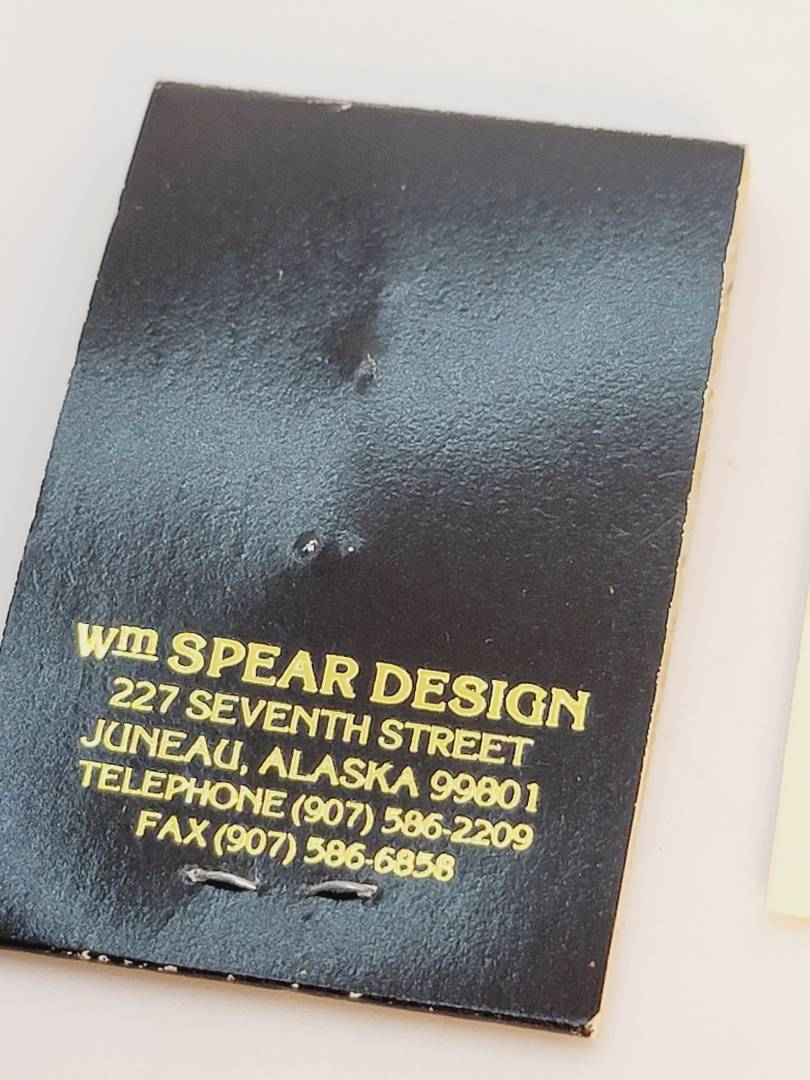 Wm SPEAR DESIGN
227 SEVENTH STREET
JUNEAU, ALASKA 99801
TELEPHONE (907) 586-2209
FAX (907) 586-6858